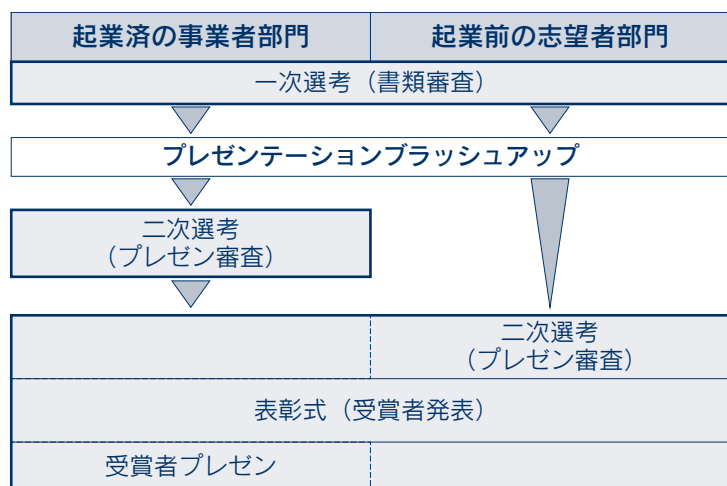 起業済の事業者部門
起業前の志望者部門
一次選考（書類審査）
プレゼンテーションブラッシュアップ
二次選考
（プレゼン審査）
二次選考
（プレゼン審査）
表彰式（受賞者発表）
受賞者プレゼン